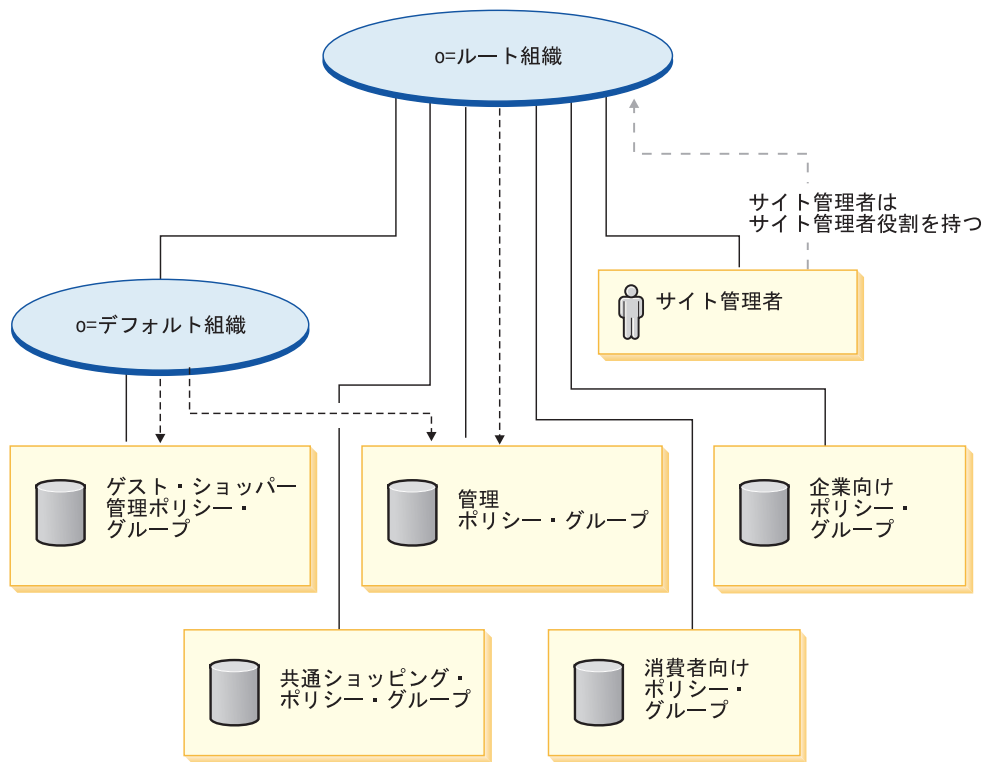 o=ルート組織
サイト管理者は
サイト管理者役割を持つ
サイト管理者
o=デフォルト組織
ゲスト・ショッパー
管理ポリシー・
グループ
管理
ポリシー・グループ
企業向け
ポリシー・
グループ
共通ショッピング・
ポリシー・グループ
消費者向け
ポリシー・
グループ